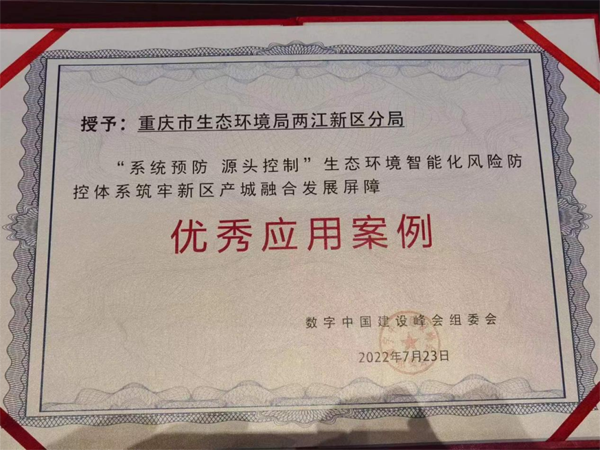 授予：重庆市生态环境局两江新区分局
“系统预防 源头控制”生态环境智能化风险防
控体系筑牢新区产城融合发展屏障
优秀应用案例
数字中国建设峰会组委会
2022年7月23日